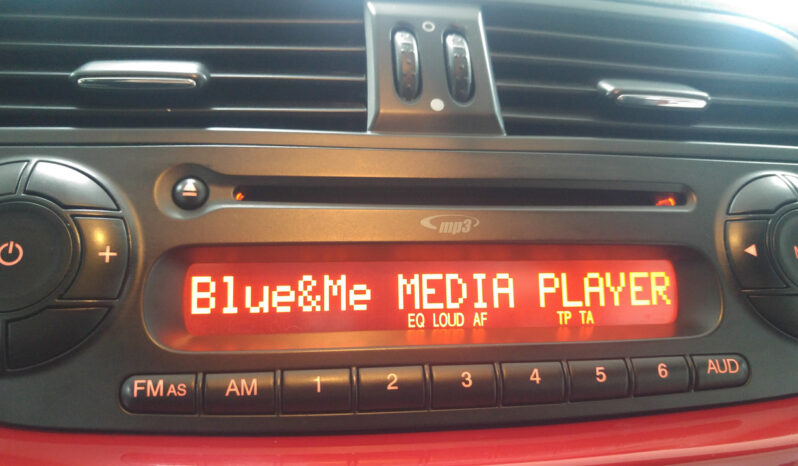 mp3
+
Blue&Me MEDIA PLAYER
EQ LOUD AF TP TA
FM AS AM 1 2 3 4 5 6 AUD